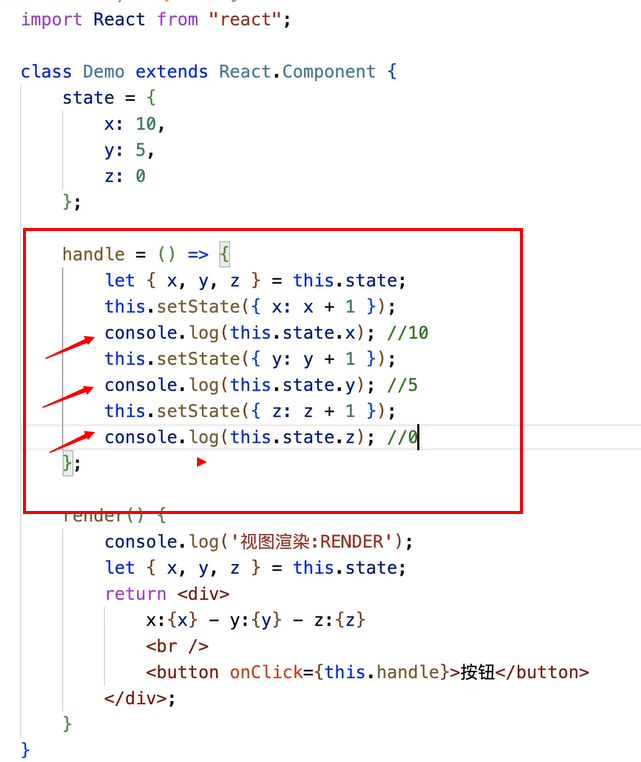 import React from "react";
class Demo extends React.Component {
state = {
x: 10,
y: 5,
z: 0
};
handle = () => {
let { x, y, z } = this.state;
this.setState({ x: x + 1 });
console.log(this.state.x); //10
this.setState({ y: y + 1 });
console.log(this.state.y); //5
this.setState({ z: z + 1 });
console.log(this.state.z); //0
};
render() {
console.log('视图渲染:RENDER');
let { x, y, z } = this.state;
return <div>
x:{x} - y:{y} - z:{z}
<br />
<button onClick={this.handle}>按钮</button>
</div>;
}
}